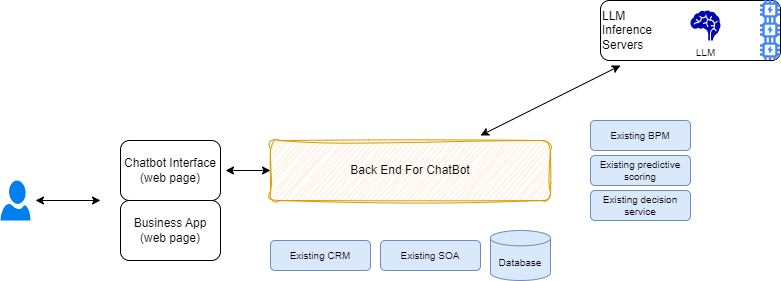 LLM
Inference
Servers
LLM
Existing BPM
Chatbot Interface
(web page)
Back End For ChatBot
Existing predictive
scoring
Existing decision
service
Business App
(web page)
Existing CRM
Existing SOA
Database